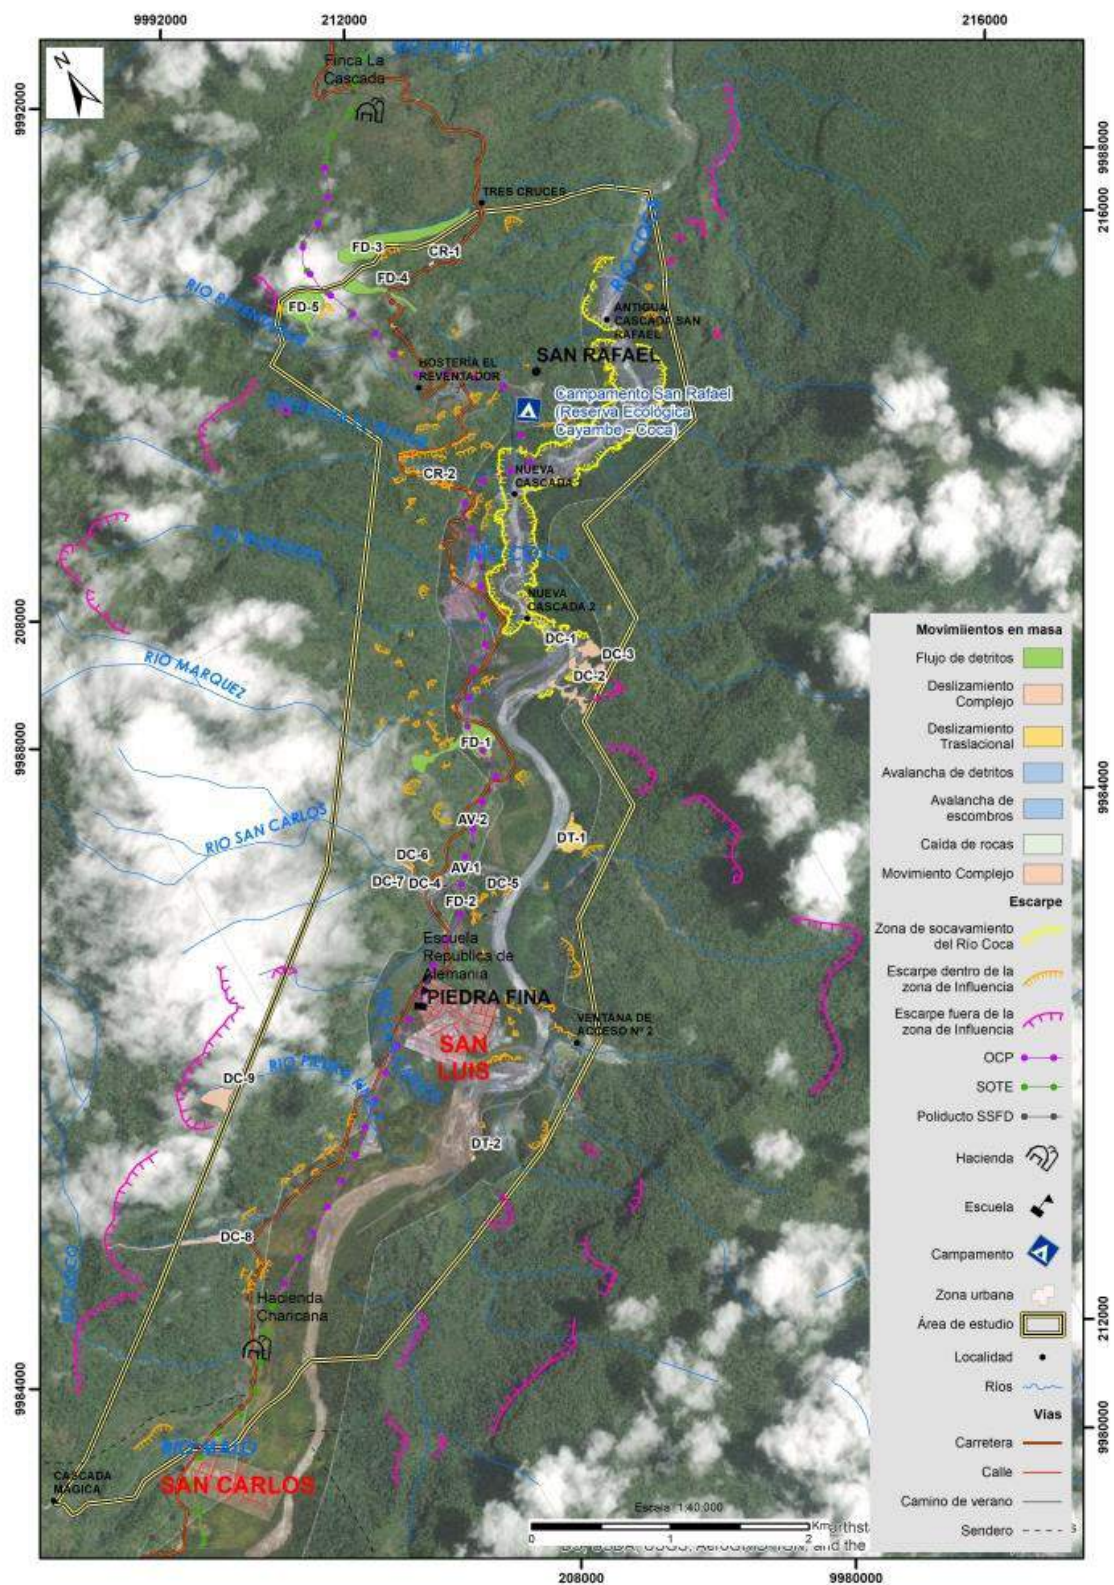 9992000
212000
216000
N
Finca La
Cascada
9992000
9988000
216000
TRES CRUCES
FD-3
CR-1
FD-4
FD-5
RIO COCA
ANTIGUA
CASCADA SAN
RAFAEL
HOSTERÍA EL
REVENTADOR
SAN RAFAEL
Campamento San Rafael
(Reserva Ecológica
Cayambe - Coca)
CR-2
NUEVA
CASCADA
NUEVA
CASCADA 2
208000
DC-1
DC-3
DC-2
RIO MARQUEZ
FD-1
9988000
9984000
RIO SAN CARLOS
AV-2
DT-1
DC-6
AV-1
DC-7
DC-4
DC-5
FD-2
Escuela
Republica de
Alemania
PIEDRA FINA
VENTANA DE
ACCESO Nº 2
SAN
LUIS
DC-9
DT-2
DC-8
Hacienda
Charicana
212000
9984000
9980000
RIO MALO
CASCADA
MAGICA
SAN CARLOS
Movimiientos en masa
Flujo de detritos
Deslizamiento
Complejo
Deslizamiento
Traslacional
Avalancha de detritos
Avalancha de
escombros
Caída de rocas
Movimiento Complejo
Escarpe
Zona de socavamiento
del Río Coca
Escarpe dentro de la
zona de Influencia
Escarpe fuera de la
zona de Influencia
OCP
SOTE
Poliducto SSFD
Hacienda
Escuela
Campamento
Zona urbana
Área de estudio
Localidad
Ríos
Vias
Carretera
Calle
Camino de verano
Sendero
Escala 1:40.000
0 1 2 Km
208000
9980000